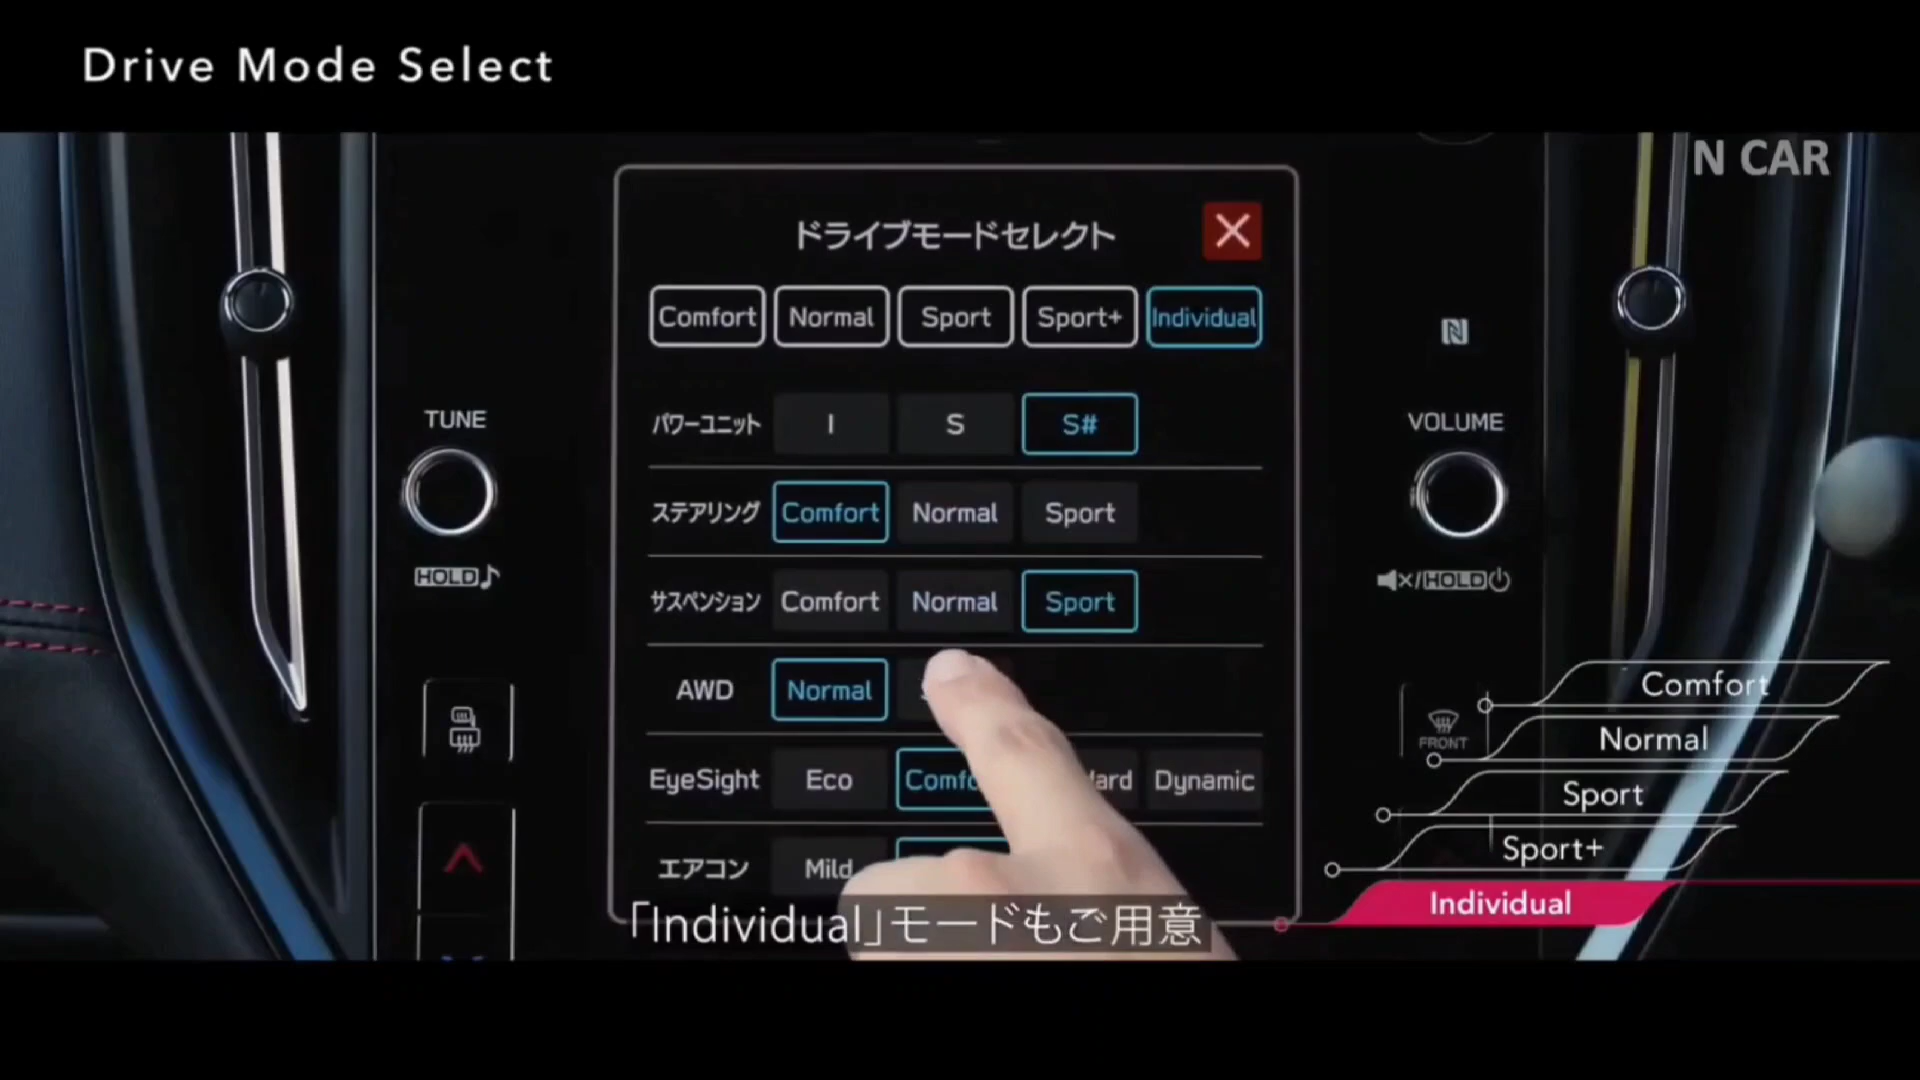 Drive Mode Select
N CAR
ドライブモードセレクト
Comfort Normal Sport Sport+ Individual
パワーユニット I S S#
TUNE
VOLUME
ステアリング Comfort Normal Sport
HOLD♪
×/HOLD
サスペンション Comfort Normal Sport
AWD Normal
FRONT
EyeSight Eco Dynamic
エアコン Mild
「Individual」モードもご用意
Comfort
Normal
Sport
Sport+
Individual